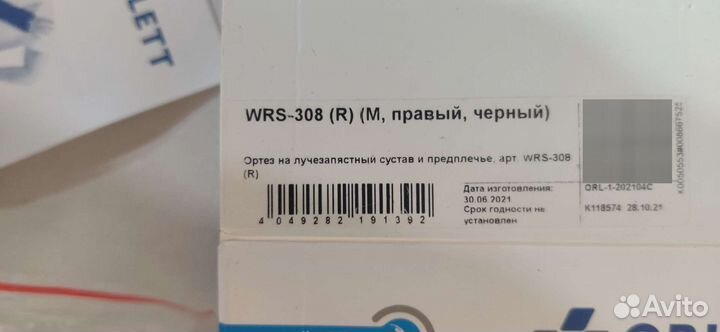 LETT
WRS-308 (R) (M, правый, черный)
Ортез на лучезапястный сустав и предплечье, арт. WRS-308
(R)
4 049282 191392
Дата изготовления:
30.06.2021
Срок годности не
установлен
ORL-1-202104C
K118574 28.10.21
Avito